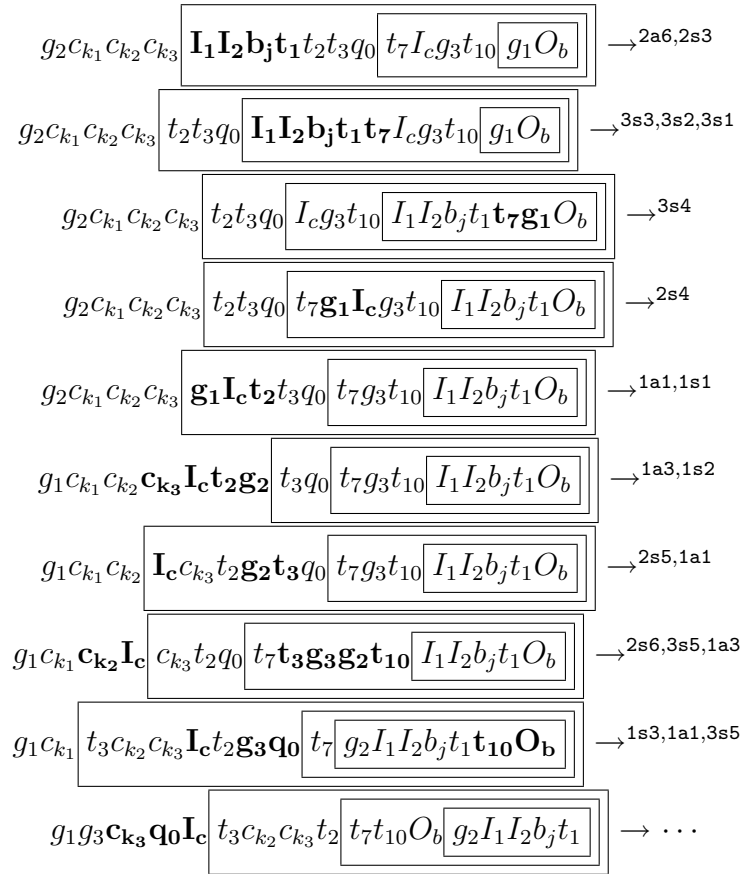 g₂c_{k₁}c_{k₂}c_{k₃} I₁I₂b_jt₁t₂t₃q₀ t₇I_cg₃t₁₀ g₁O_b →^{2a6,2s3}
g₂c_{k₁}c_{k₂}c_{k₃} t₂t₃q₀ I₁I₂b_jt₁t₇I_cg₃t₁₀ g₁O_b →^{3s3,3s2,3s1}
g₂c_{k₁}c_{k₂}c_{k₃} t₂t₃q₀ I_cg₃t₁₀ I₁I₂b_jt₁t₇g₁O_b →^{3s4}
g₂c_{k₁}c_{k₂}c_{k₃} t₂t₃q₀ t₇g₁I_cg₃t₁₀ I₁I₂b_jt₁O_b →^{2s4}
g₂c_{k₁}c_{k₂}c_{k₃} g₁I_ct₂t₃q₀ t₇g₃t₁₀ I₁I₂b_jt₁O_b →^{1a1,1s1}
g₁c_{k₁}c_{k₂}c_{k₃}I_ct₂g₂ t₃q₀ t₇g₃t₁₀ I₁I₂b_jt₁O_b →^{1a3,1s2}
g₁c_{k₁}c_{k₂} I_cc_{k₃}t₂g₂t₃q₀ t₇g₃t₁₀ I₁I₂b_jt₁O_b →^{2s5,1a1}
g₁c_{k₁}c_{k₂}I_c c_{k₃}t₂q₀ t₇t₃g₃g₂t₁₀ I₁I₂b_jt₁O_b →^{2s6,3s5,1a3}
g₁c_{k₁} t₃c_{k₂}c_{k₃}I_ct₂g₃q₀ t₇ g₂I₁I₂b_jt₁t₁₀O_b →^{1s3,1a1,3s5}
g₁g₃c_{k₃}q₀I_c t₃c_{k₂}c_{k₃}t₂ t₇t₁₀O_b g₂I₁I₂b_jt₁ → ⋯